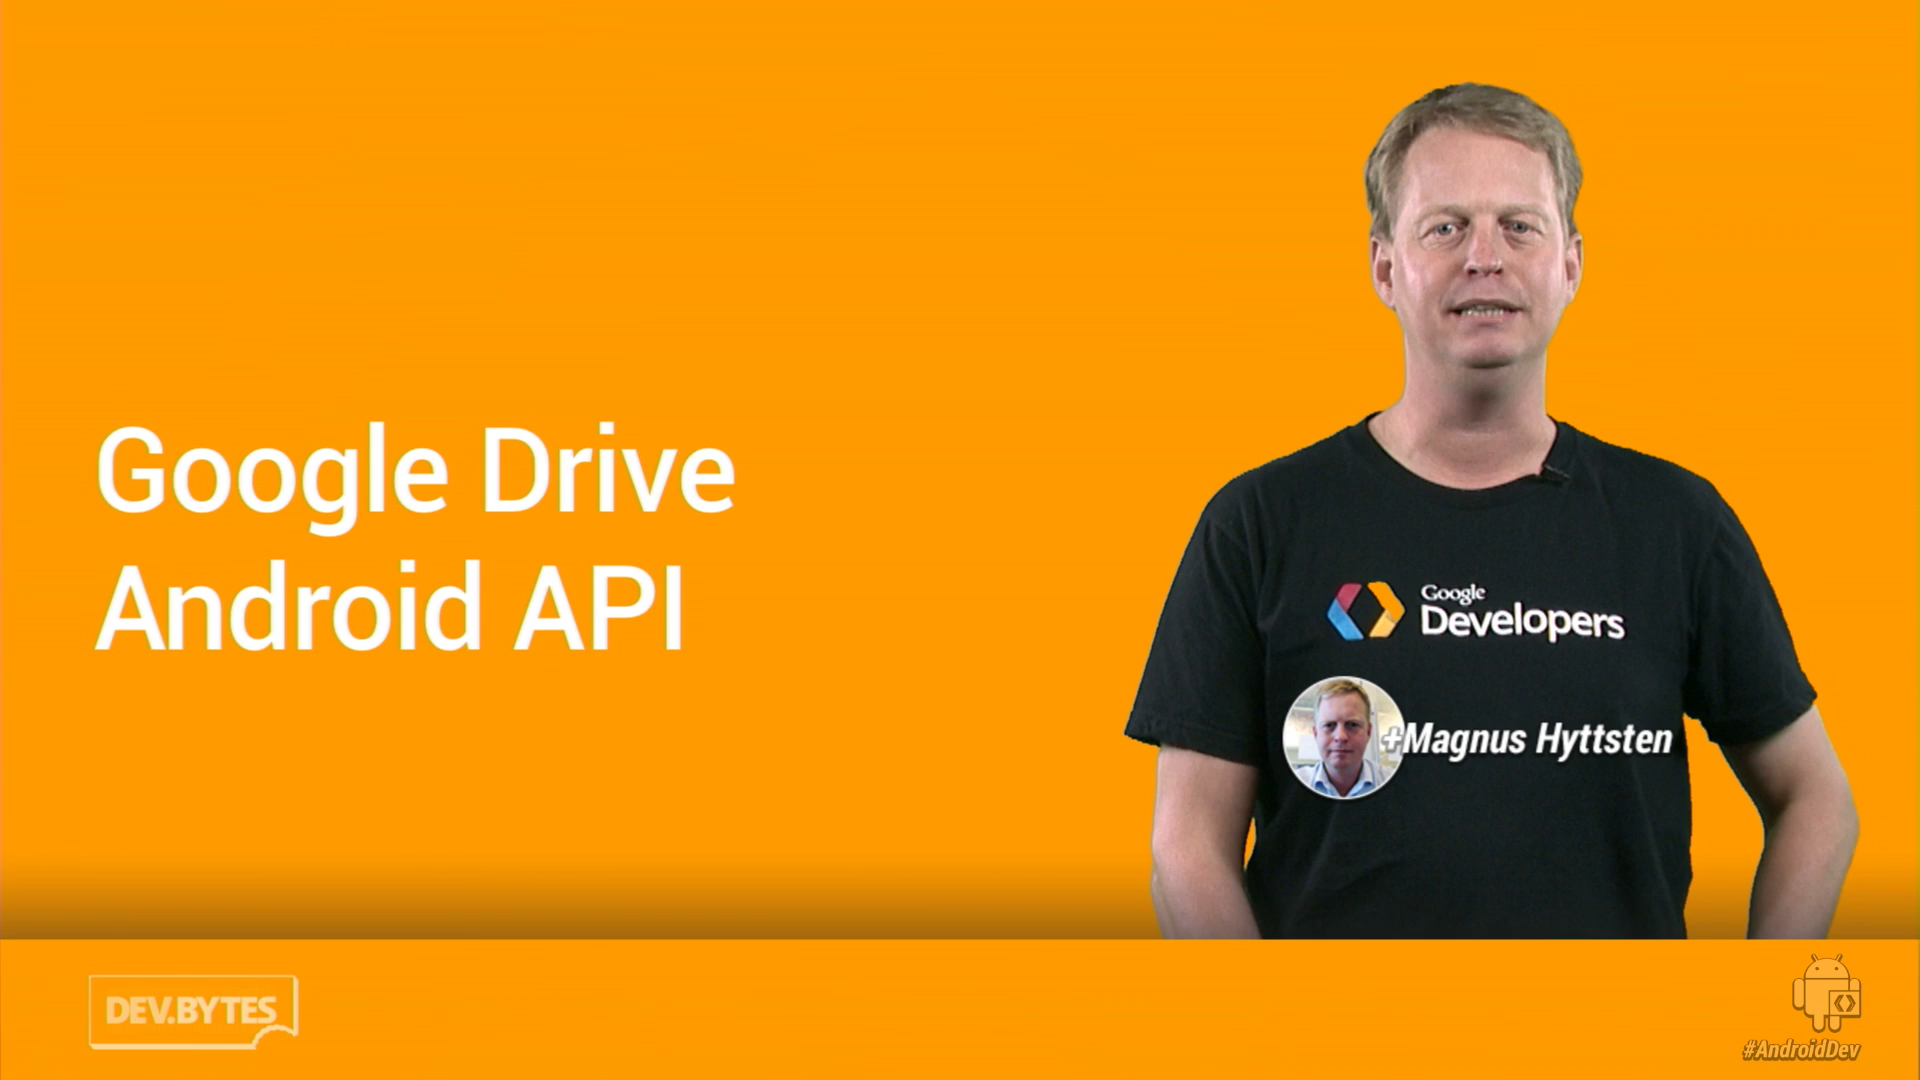 Google Drive
Android API
Google
Developers
+Magnus Hyttsten
DEV.BYTES
#AndroidDev